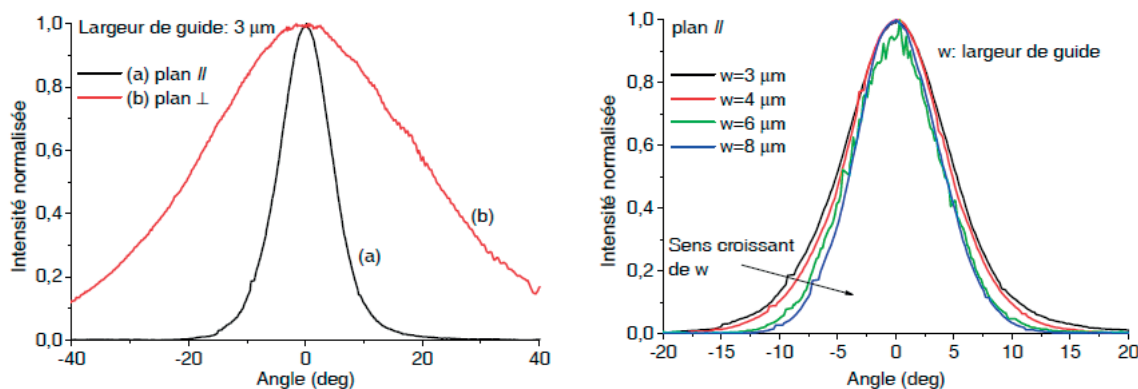 Largeur de guide: 3 µm
(a) plan //
(b) plan ⊥
(b)
(a)
Intensité normalisée
1,0
0,8
0,6
0,4
0,2
0,0
-40 -20 0 20 40
Angle (deg)
plan //
w: largeur de guide
w=3 µm
w=4 µm
w=6 µm
w=8 µm
Sens croissant
de w
Intensité normalisée
1,0
0,8
0,6
0,4
0,2
0,0
-20 -15 -10 -5 0 5 10 15 20
Angle (deg)